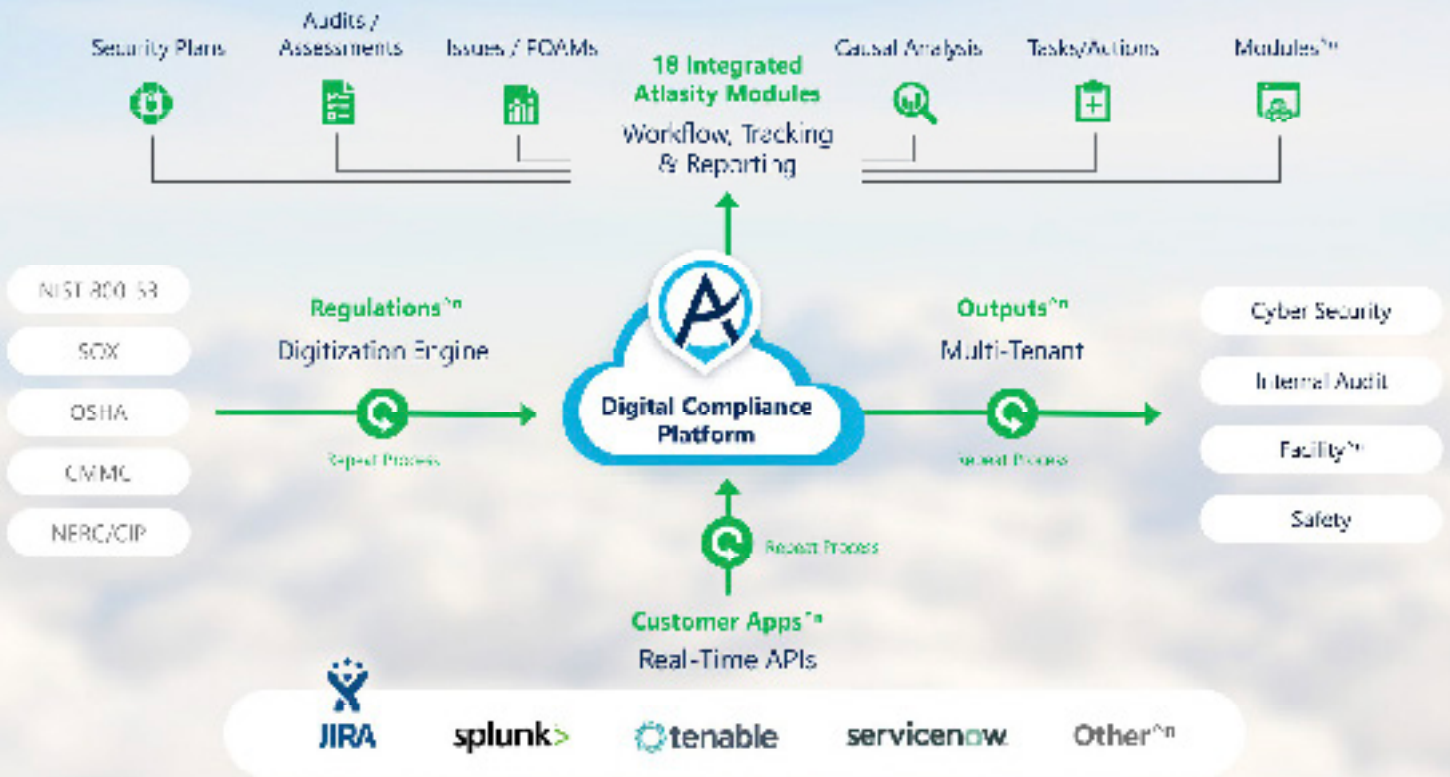 Security Plans
Audits /
Assessments
Issues / POAMs
18 Integrated
Atlasity Modules
Workflow, Tracking
& Reporting
Causal Analysis
Tasks/Actions
Modules^n
NIST 800-53
SOX
OSHA
CMMC
NERC/CIP
Regulations^n
Digitization Engine
Repeat Process
Digital Compliance
Platform
Outputs^n
Multi-Tenant
Repeat Process
Cyber Security
Internal Audit
Facility^n
Safety
Repeat Process
Customer Apps^n
Real-Time APIs
JIRA
splunk>
tenable
servicenow
Other^n